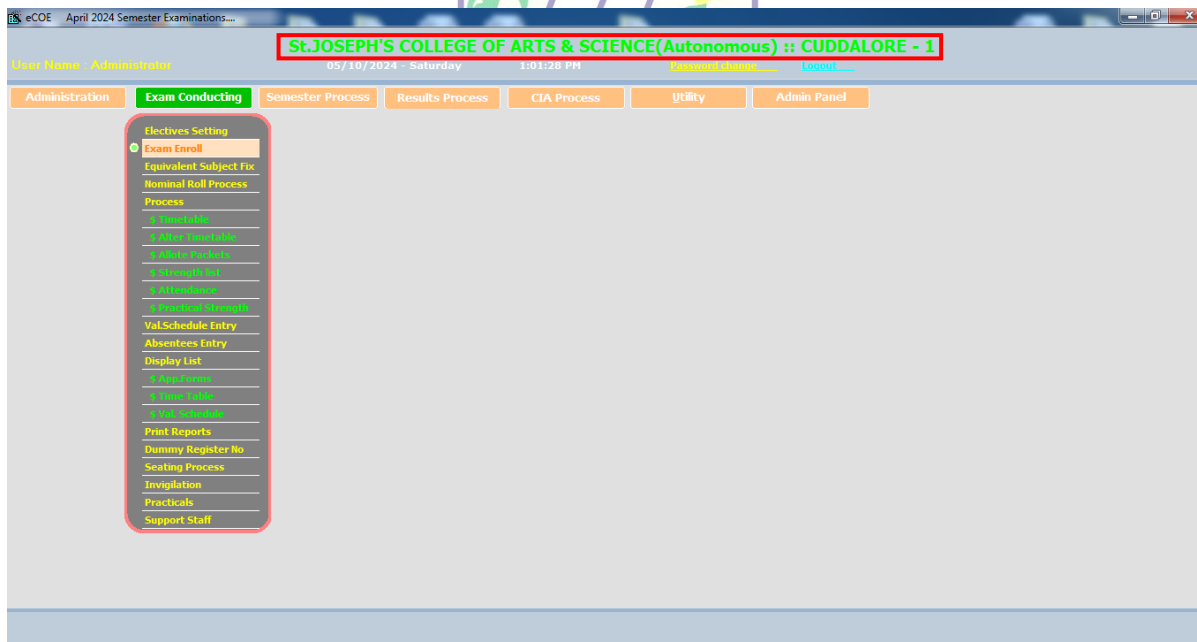 eCOE April 2024 Semester Examinations....
St.JOSEPH'S COLLEGE OF ARTS & SCIENCE(Autonomous) :: CUDDALORE - 1
User Name : Administrator 05/10/2024 - Saturday 1:01:28 PM Password change Logout
Administration Exam Conducting Semester Process Results Process CIA Process Utility Admin Panel
Electives Setting
Exam Enroll
Equivalent Subject Fix
Nominal Roll Process
Process
$ Timetable
$ Alter Timetable
$ Allote Packets
$ Strength list
$ Attendance
$ Practical Strength
Val.Schedule Entry
Absentees Entry
Display List
$ App.Forms
$ Time Table
$ Val. Schedule
Print Reports
Dummy Register No
Seating Process
Invigilation
Practicals
Support Staff